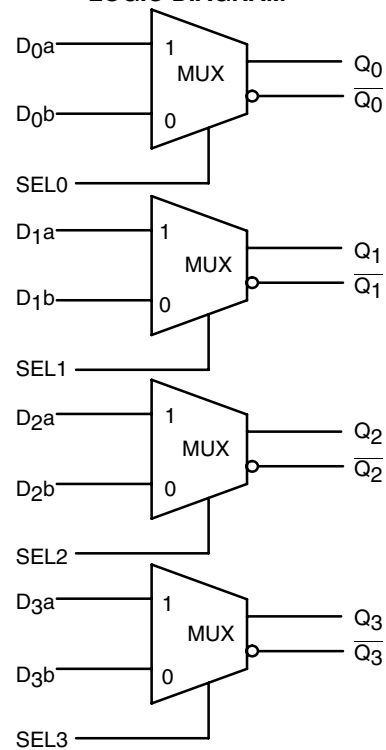 LOGIC DIAGRAM
D0a 1 Q0
MUX
D0b 0 Q0
SEL0
D1a 1 Q1
MUX
D1b 0 Q1
SEL1
D2a 1 Q2
MUX
D2b 0 Q2
SEL2
D3a 1 Q3
MUX
D3b 0 Q3
SEL3